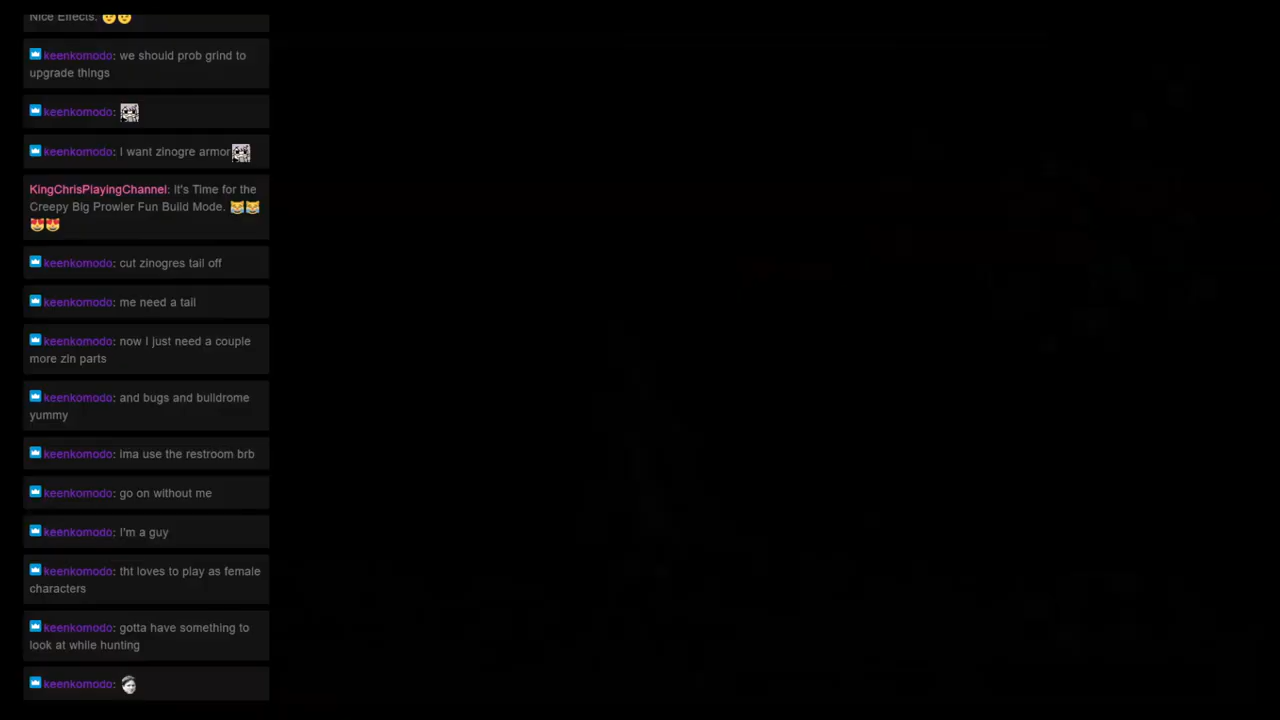 Nice Effects.
keenkomodo: we should prob grind to
upgrade things
keenkomodo:
keenkomodo: I want zinogre armor
KingChrisPlayingChannel: It's Time for the
Creepy Big Prowler Fun Build Mode. 😹😹
😻😻
keenkomodo: cut zinogres tail off
keenkomodo: me need a tail
keenkomodo: now I just need a couple
more zin parts
keenkomodo: and bugs and bulldrome
yummy
keenkomodo: ima use the restroom brb
keenkomodo: go on without me
keenkomodo: I'm a guy
keenkomodo: tht loves to play as female
characters
keenkomodo: gotta have something to
look at while hunting
keenkomodo: